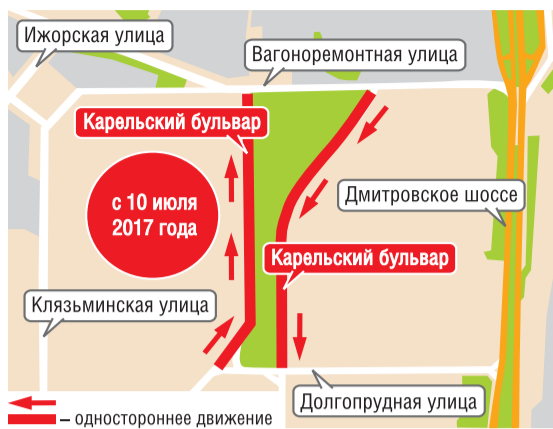 Ижорская улица
Вагоноремонтная улица
Карельский бульвар
с 10 июля
2017 года
Дмитровское шоссе
Карельский бульвар
Клязьминская улица
Долгопрудная улица
– одностороннее движение